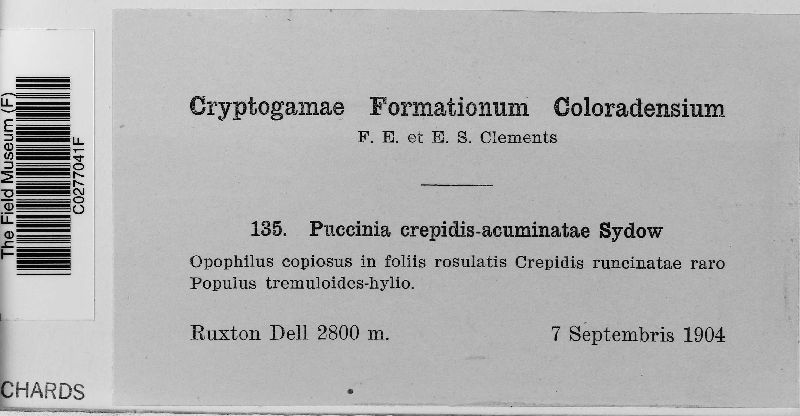 The Field Museum (F)
C0277041F
CHARDS
Cryptogamae Formationum Coloradensium
F. E. et E. S. Clements
135. Puccinia crepidis-acuminatae Sydow
Opophilus copiosus in foliis rosulatis Crepidis runcinatae raro
Populus tremuloides-hylio.
Ruxton Dell 2800 m. 7 Septembris 1904